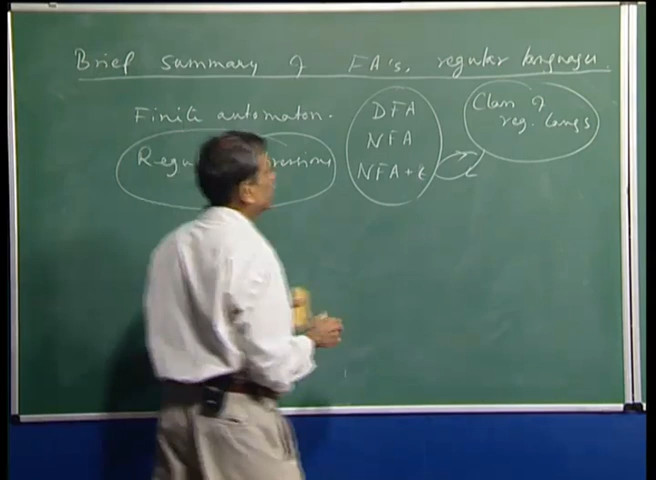 Brief summary of FA's, regular languages.
Finite automaton.
DFA
NFA
NFA+ε
Class of
reg. langs